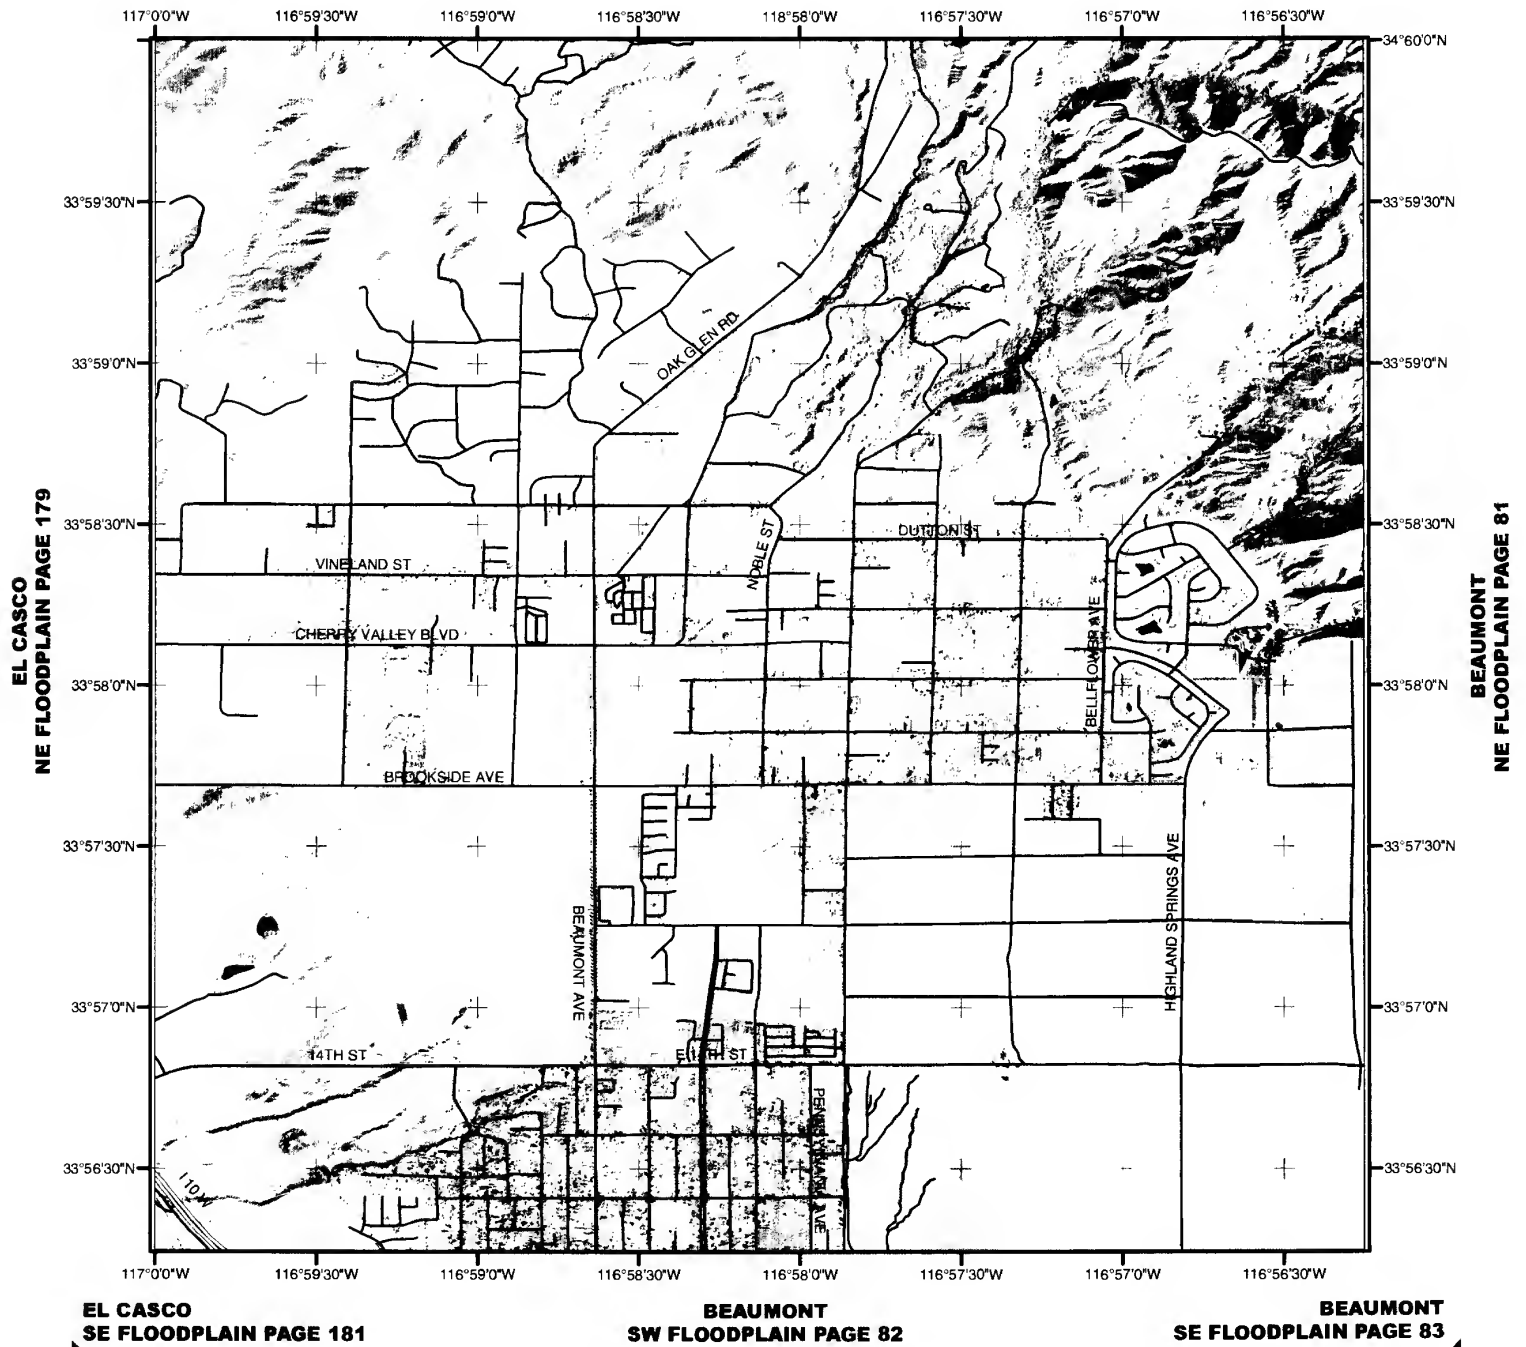 117°0'0"W 116°59'30"W 116°59'0"W 116°58'30"W 116°58'0"W 116°57'30"W 116°57'0"W 116°56'30"W
34°60'0"N
33°59'30"N 33°59'30"N
OAK GLEN RD.
33°59'0"N 33°59'0"N
EL CASCO
NE FLOODPLAIN PAGE 179
BEAUMONT
NE FLOODPLAIN PAGE 81
33°58'30"N 33°58'30"N
DUTTON ST
NOBLE ST
VINELAND ST
CHERRY VALLEY BLVD
BELLFLOWER AVE
33°58'0"N 33°58'0"N
BROOKSIDE AVE
33°57'30"N 33°57'30"N
HIGHLAND SPRINGS AVE
BEAUMONT AVE
33°57'0"N 33°57'0"N
14TH ST
E 14TH ST
PENNSYLVANIA AVE
33°56'30"N 33°56'30"N
I 10 W
117°0'0"W 116°59'30"W 116°59'0"W 116°58'30"W 116°58'0"W 116°57'30"W 116°57'0"W 116°56'30"W
EL CASCO
SE FLOODPLAIN PAGE 181
BEAUMONT
SW FLOODPLAIN PAGE 82
BEAUMONT
SE FLOODPLAIN PAGE 83